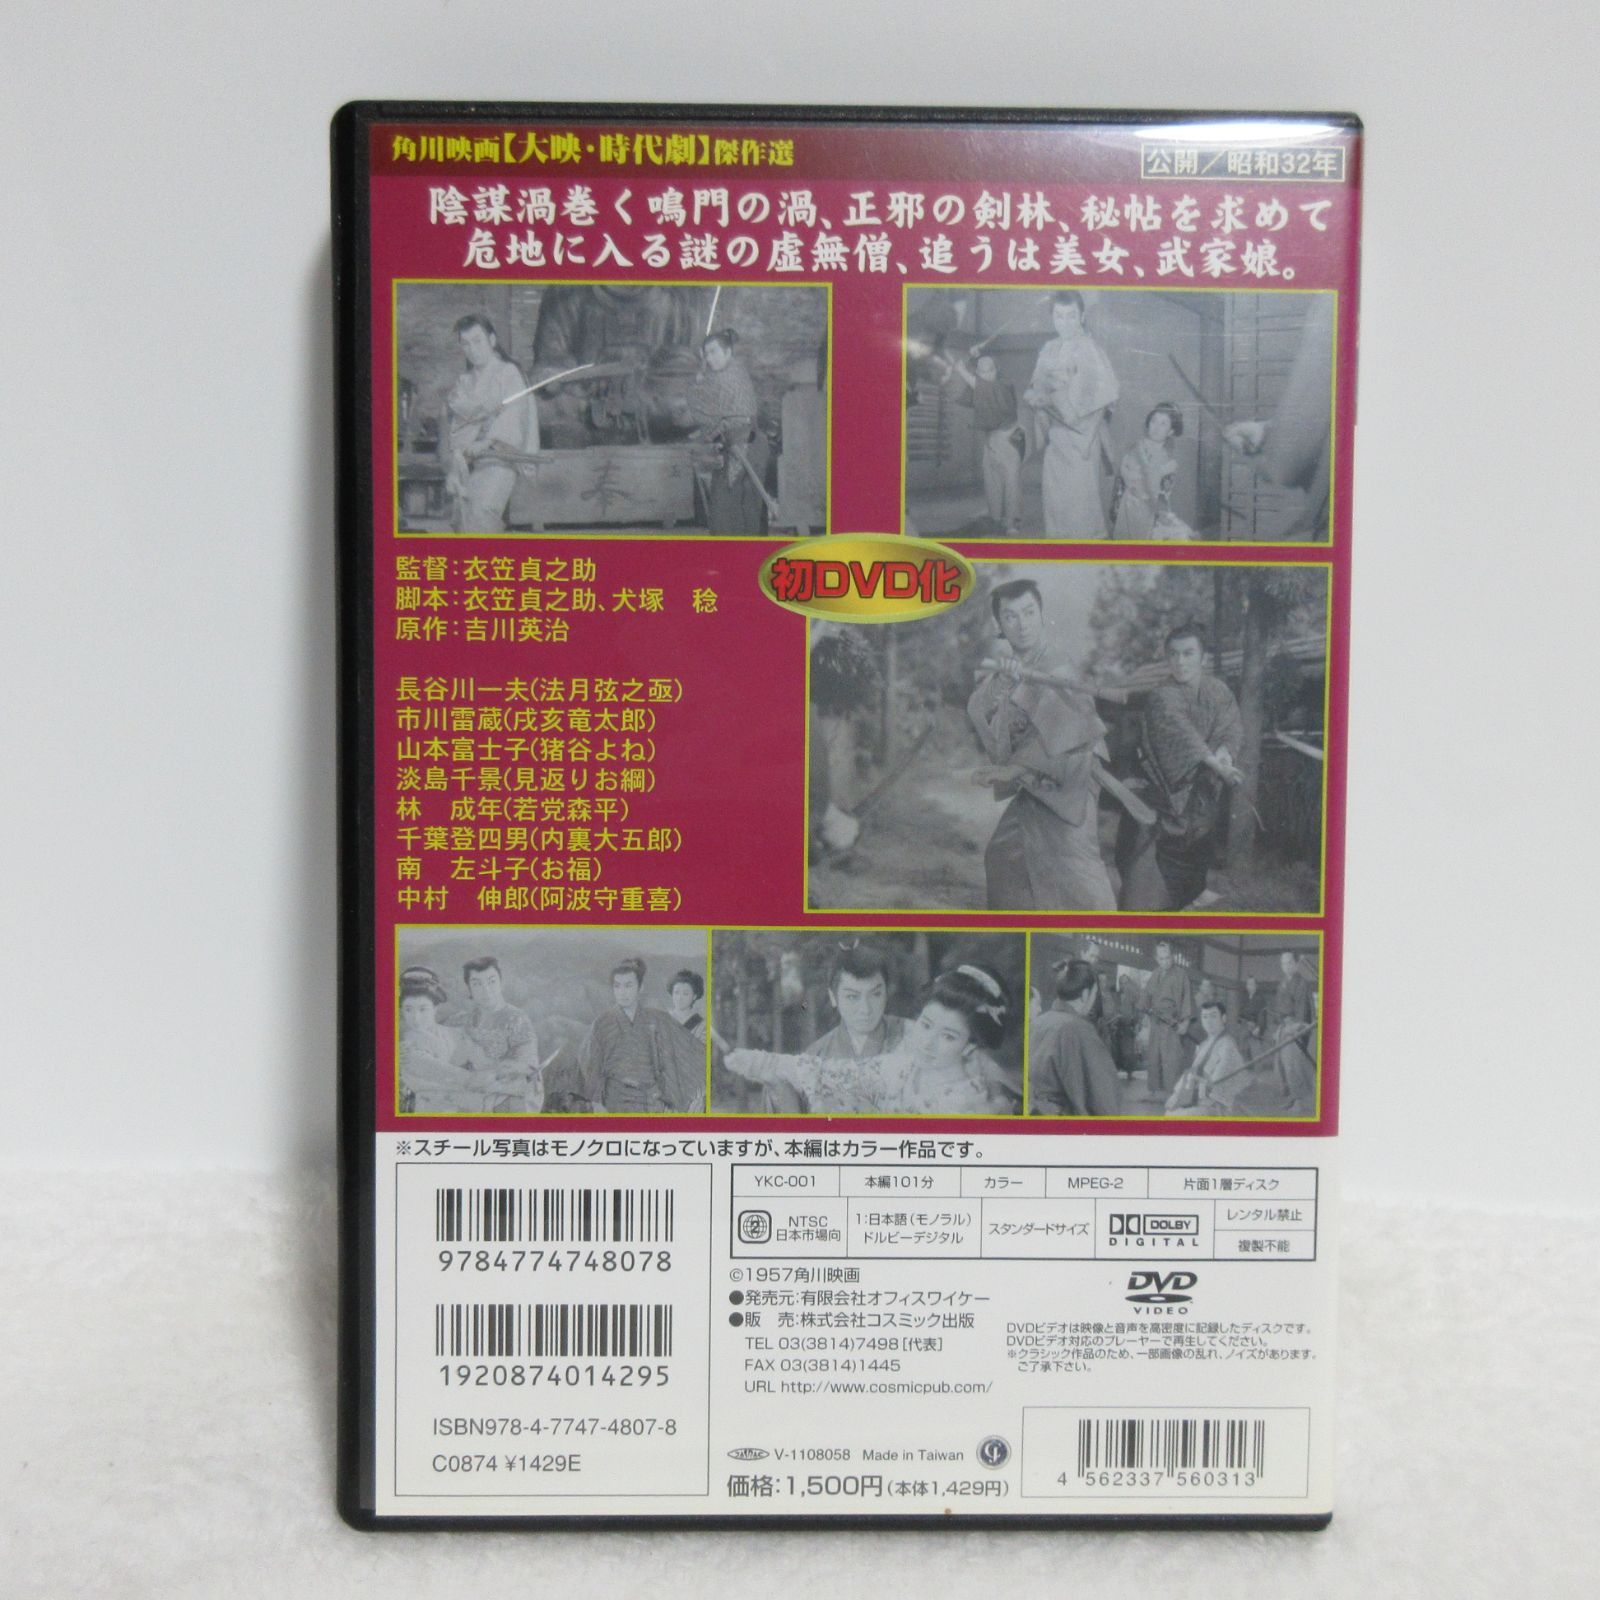 角川映画【大映・時代劇】傑作選
公開／昭和32年
陰謀渦巻く鳴門の渦、正邪の剣林、秘帖を求めて
危地に入る謎の虚無僧、追うは美女、武家娘。
奉
初DVD化
監督：衣笠貞之助
脚本：衣笠貞之助、犬塚　稔
原作：吉川英治
長谷川一夫(法月弦之亟)
市川雷蔵(戌亥竜太郎)
山本富士子(猪谷よね)
淡島千景(見返りお綱)
林　成年(若党森平)
千葉登四男(内裏大五郎)
南　左斗子(お福)
中村　伸郎(阿波守重喜)
※スチール写真はモノクロになっていますが、本編はカラー作品です。
9784774748078
1920874014295
ISBN978-4-7747-4807-8
C0874 ¥1429E
YKC-001
本編101分
カラー
MPEG-2
片面1層ディスク
2
NTSC
日本市場向
1:日本語（モノラル）
ドルビーデジタル
スタンダードサイズ
DOLBY
DIGITAL
レンタル禁止
複製不能
©1957角川映画
●発売元：有限会社オフィスワイケー
●販　売：株式会社コスミック出版
TEL 03(3814)7498 [代表]
FAX 03(3814)1445
URL http://www.cosmicpub.com/
DVD
VIDEO
DVDビデオは映像と音声を高密度に記録したディスクです。
DVDビデオ対応のプレーヤーで再生してください。
※クラシック作品のため、一部画像の乱れ、ノイズがあります。
ご了承下さい。
V-1108058 Made in Taiwan
価格：1,500円（本体1,429円）
4 562337 560313